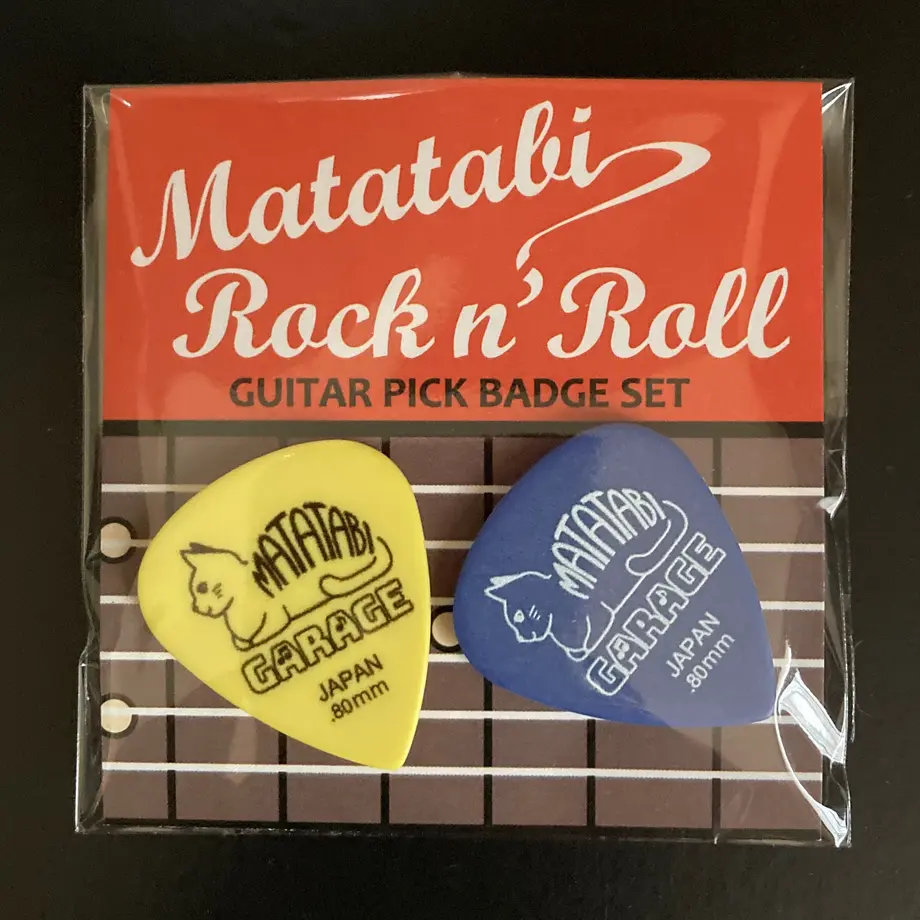 Matatabi
Rock n' Roll
GUITAR PICK BADGE SET
MATATABI
GARAGE
JAPAN
.80mm
MATATABI
GARAGE
JAPAN
.80mm